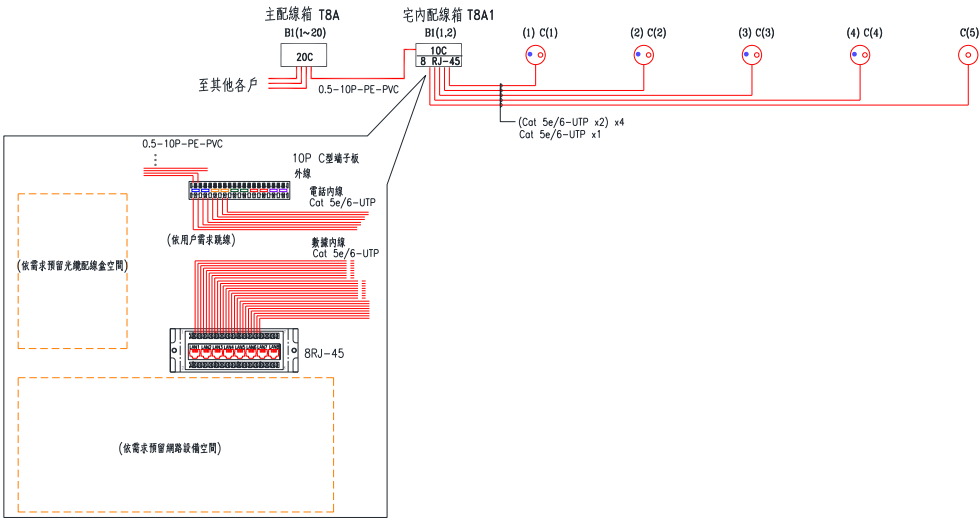 主配線箱 T8A
宅內配線箱 T8A1
B1(1~20)
B1(1,2)
(1) C(1)
(2) C(2)
(3) C(3)
(4) C(4)
C(5)
20C
10C
8 RJ-45
至其他各戶
0.5-10P-PE-PVC
(Cat 5e/6-UTP x2) x4
Cat 5e/6-UTP x1
0.5-10P-PE-PVC
10P C型端子板
外線
電話內線
Cat 5e/6-UTP
(依用戶需求跳線)
數據內線
Cat 5e/6-UTP
(依需求預留光纜配線盒空間)
8RJ-45
(依需求預留網路設備空間)